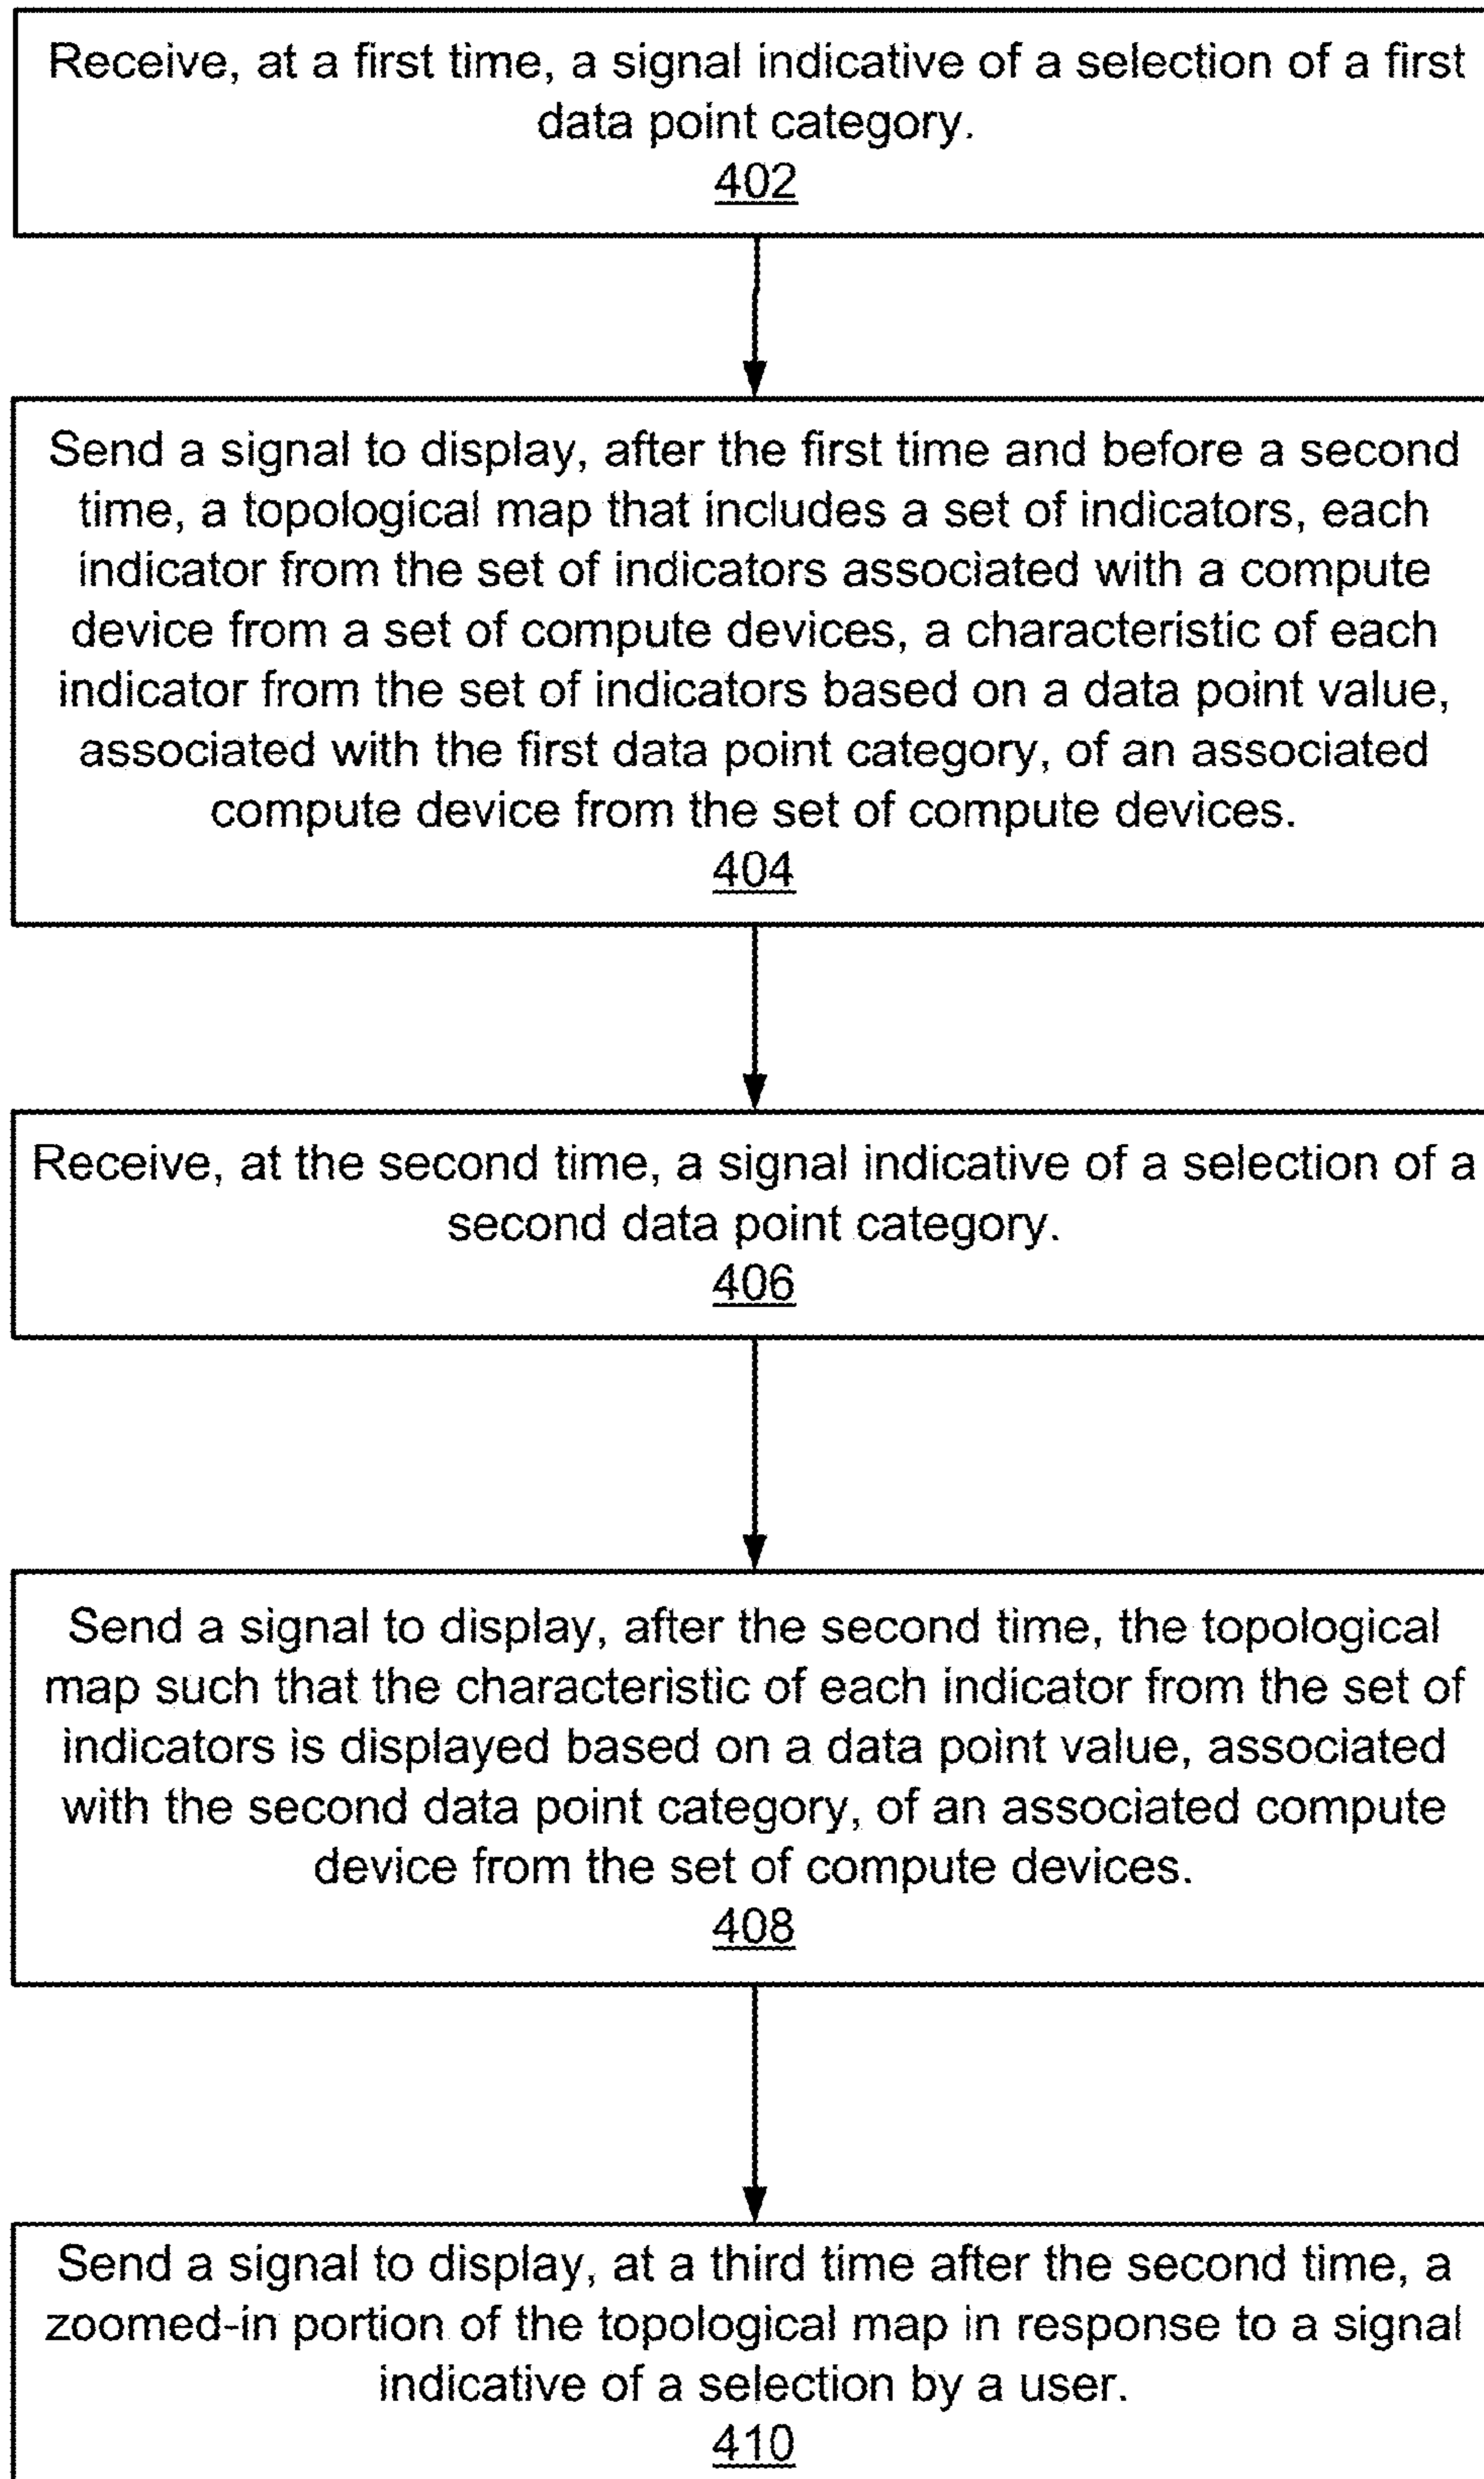 Receive, at a first time, a signal indicative of a selection of a first
data point category.
402
Send a signal to display, after the first time and before a second
time, a topological map that includes a set of indicators, each
indicator from the set of indicators associated with a compute
device from a set of compute devices, a characteristic of each
indicator from the set of indicators based on a data point value,
associated with the first data point category, of an associated
compute device from the set of compute devices.
404
Receive, at the second time, a signal indicative of a selection of a
second data point category.
406
Send a signal to display, after the second time, the topological
map such that the characteristic of each indicator from the set of
indicators is displayed based on a data point value, associated
with the second data point category, of an associated compute
device from the set of compute devices.
408
Send a signal to display, at a third time after the second time, a
zoomed-in portion of the topological map in response to a signal
indicative of a selection by a user.
410